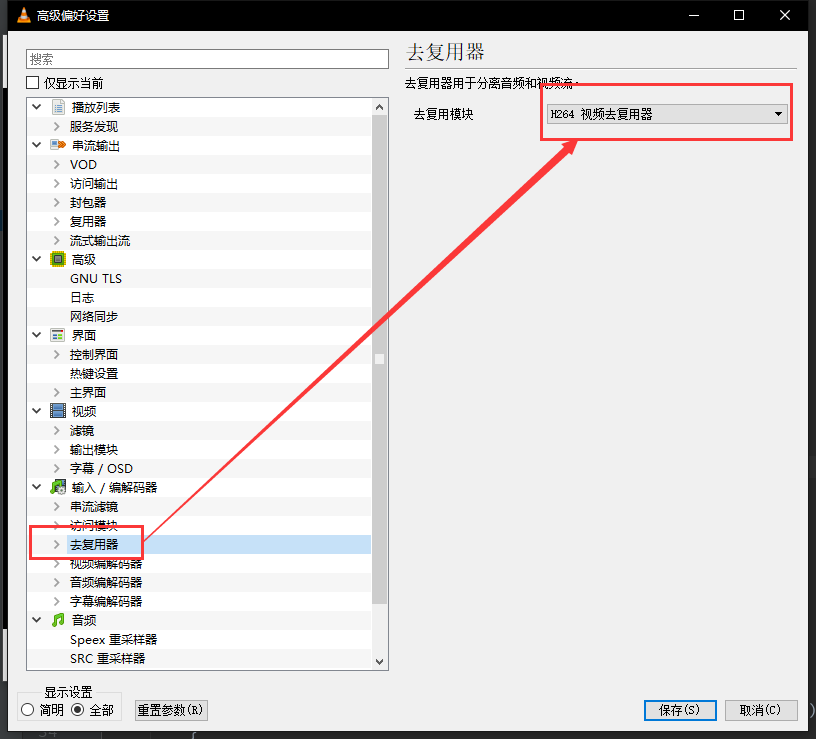 高级偏好设置
搜索
仅显示当前
播放列表
服务发现
串流输出
VOD
访问输出
封包器
复用器
流式输出流
高级
GNU TLS
日志
网络同步
界面
控制界面
热键设置
主界面
视频
滤镜
输出模块
字幕 / OSD
输入 / 编解码器
串流滤镜
访问模块
去复用器
视频编解码器
音频编解码器
字幕编解码器
音频
Speex 重采样器
SRC 重采样器
去复用器
去复用器用于分离音频和视频流。
去复用模块
H264 视频去复用器
显示设置
简明 全部
重置参数(R)
保存(S)
取消(C)